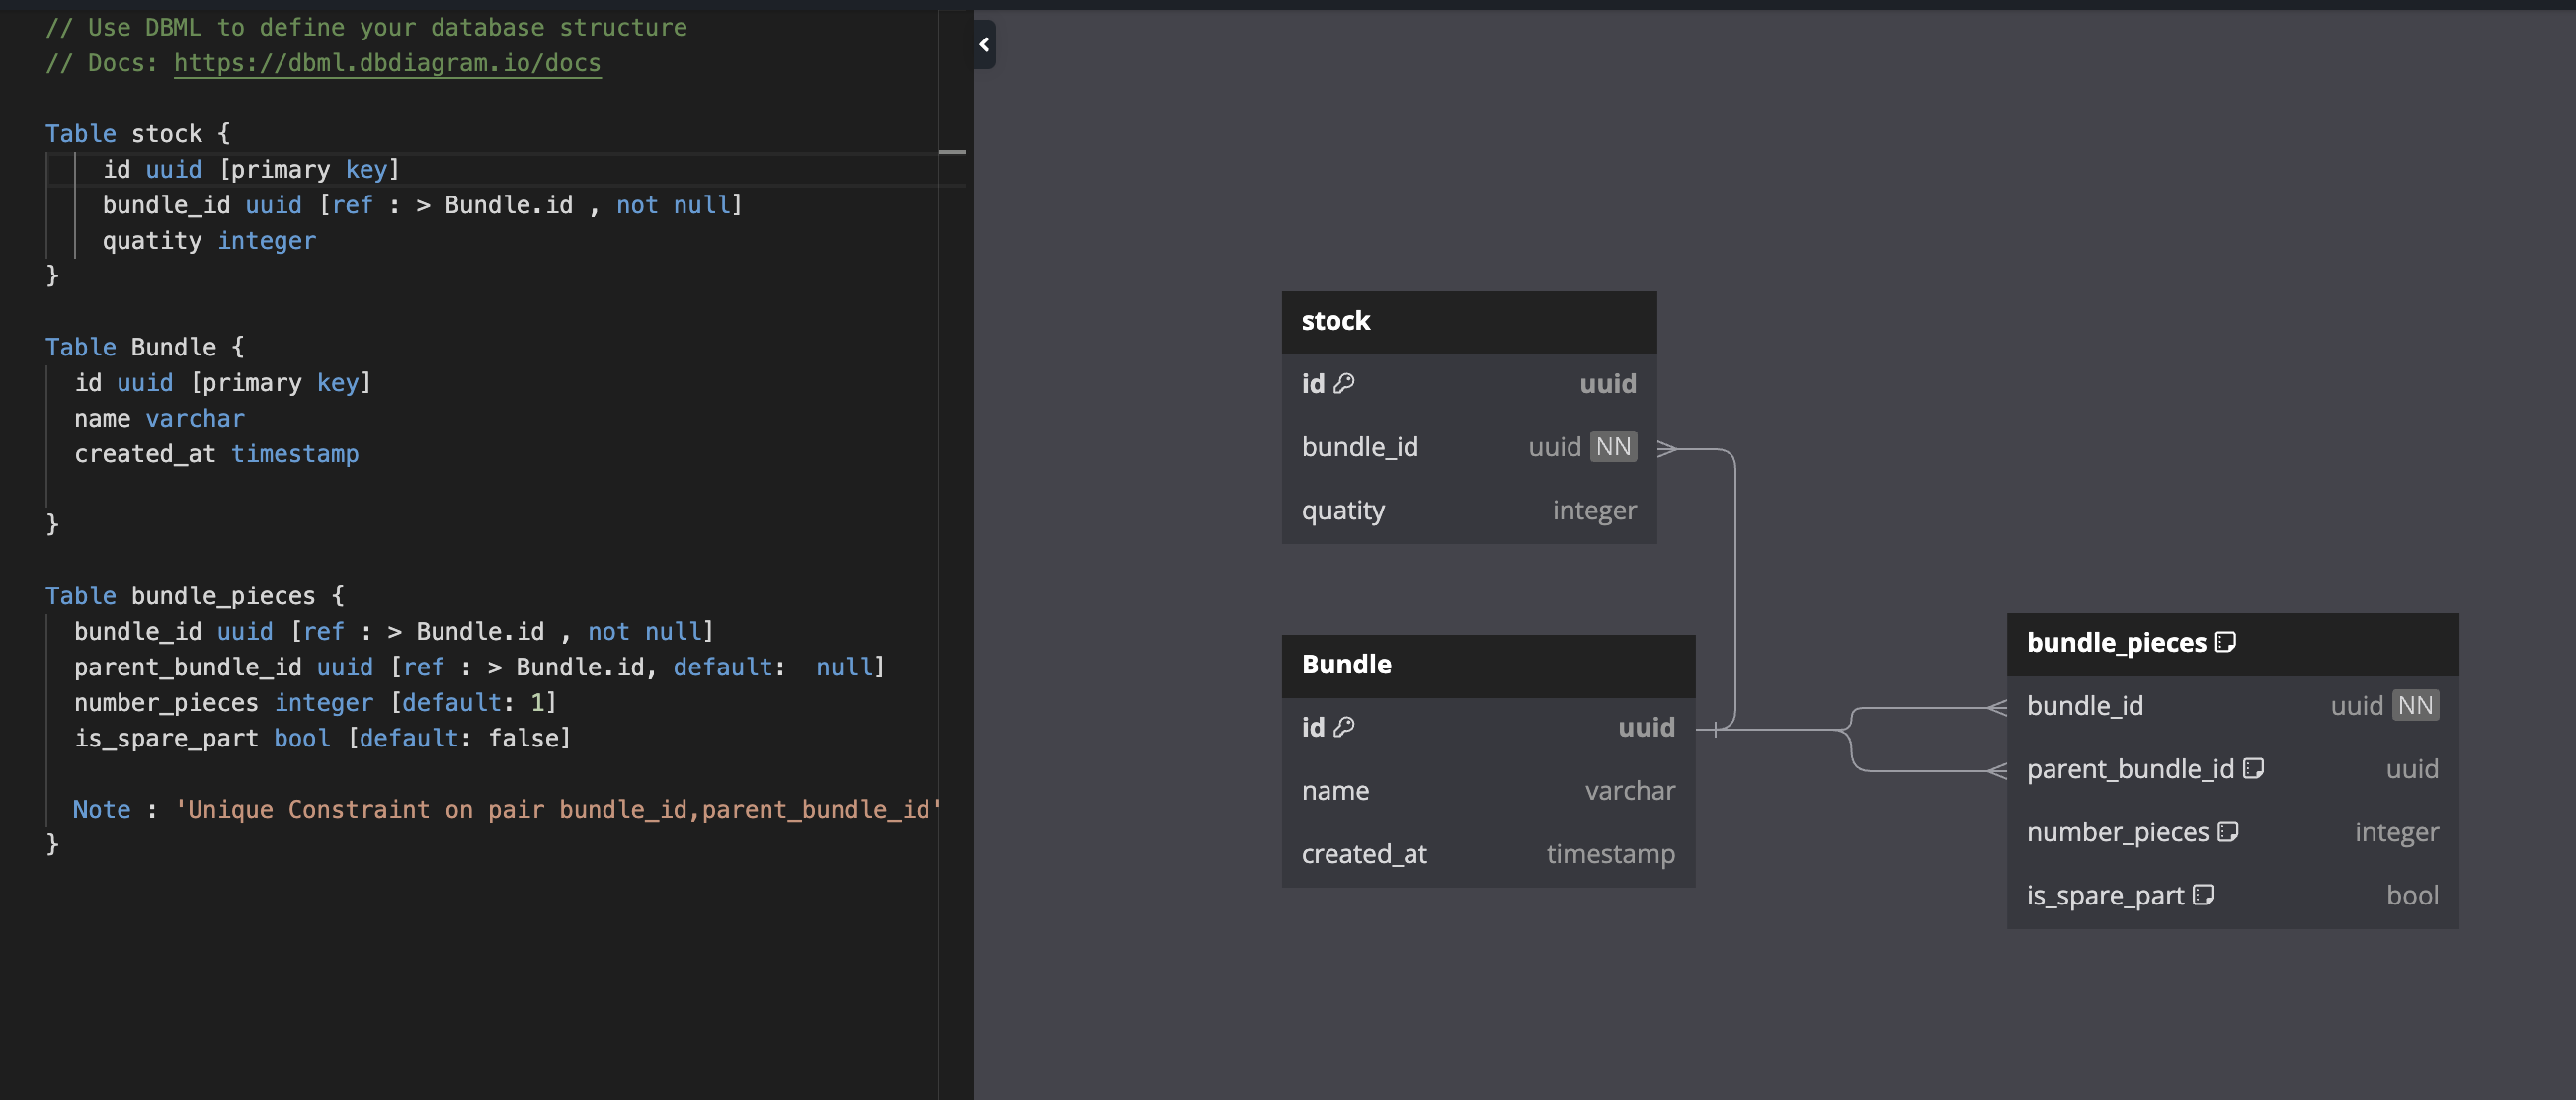 // Use DBML to define your database structure
// Docs: https://dbml.dbdiagram.io/docs
Table stock {
id uuid [primary key]
bundle_id uuid [ref : > Bundle.id , not null]
quatity integer
}
Table Bundle {
id uuid [primary key]
name varchar
created_at timestamp
}
Table bundle_pieces {
bundle_id uuid [ref : > Bundle.id , not null]
parent_bundle_id uuid [ref : > Bundle.id, default:  null]
number_pieces integer [default: 1]
is_spare_part bool [default: false]
Note : 'Unique Constraint on pair bundle_id,parent_bundle_id'
}
stock
id uuid
bundle_id uuid NN
quatity integer
Bundle
id uuid
name varchar
created_at timestamp
bundle_pieces
bundle_id uuid NN
parent_bundle_id uuid
number_pieces integer
is_spare_part bool